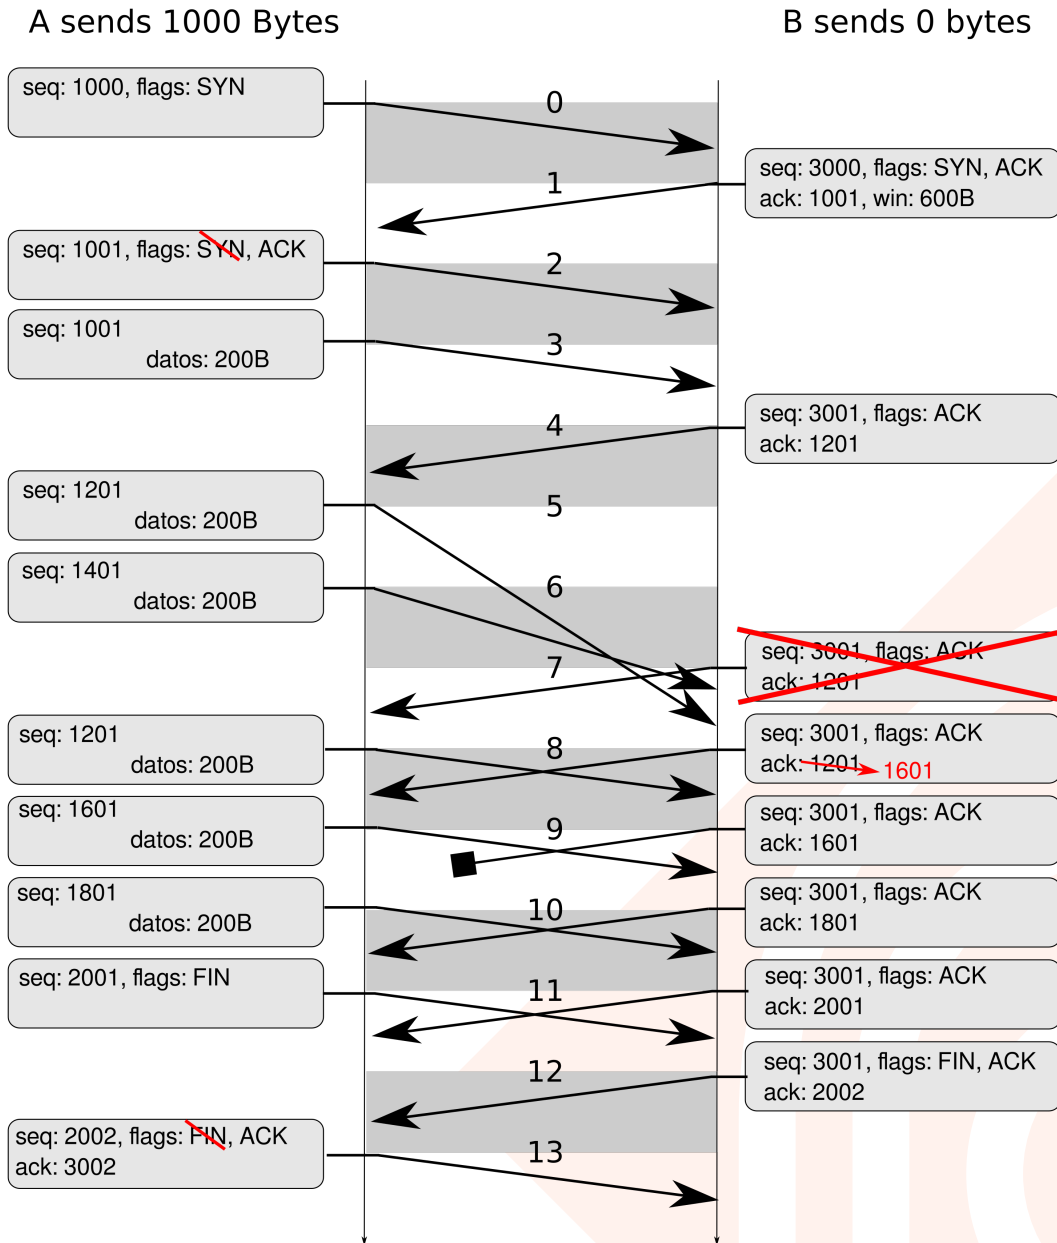 A sends 1000 Bytes
B sends 0 bytes
seq: 1000, flags: SYN
0
1
seq: 3000, flags: SYN, ACK
ack: 1001, win: 600B
seq: 1001, flags: SYN, ACK
2
seq: 1001
datos: 200B
3
4
seq: 3001, flags: ACK
ack: 1201
seq: 1201
datos: 200B
5
seq: 1401
datos: 200B
6
7
seq: 3001, flags: ACK
ack: 1201
seq: 1201
datos: 200B
8
seq: 3001, flags: ACK
ack: 1201 1601
seq: 1601
datos: 200B
9
seq: 3001, flags: ACK
ack: 1601
seq: 1801
datos: 200B
10
seq: 3001, flags: ACK
ack: 1801
seq: 2001, flags: FIN
11
seq: 3001, flags: ACK
ack: 2001
12
seq: 3001, flags: FIN, ACK
ack: 2002
seq: 2002, flags: FIN, ACK
ack: 3002
13